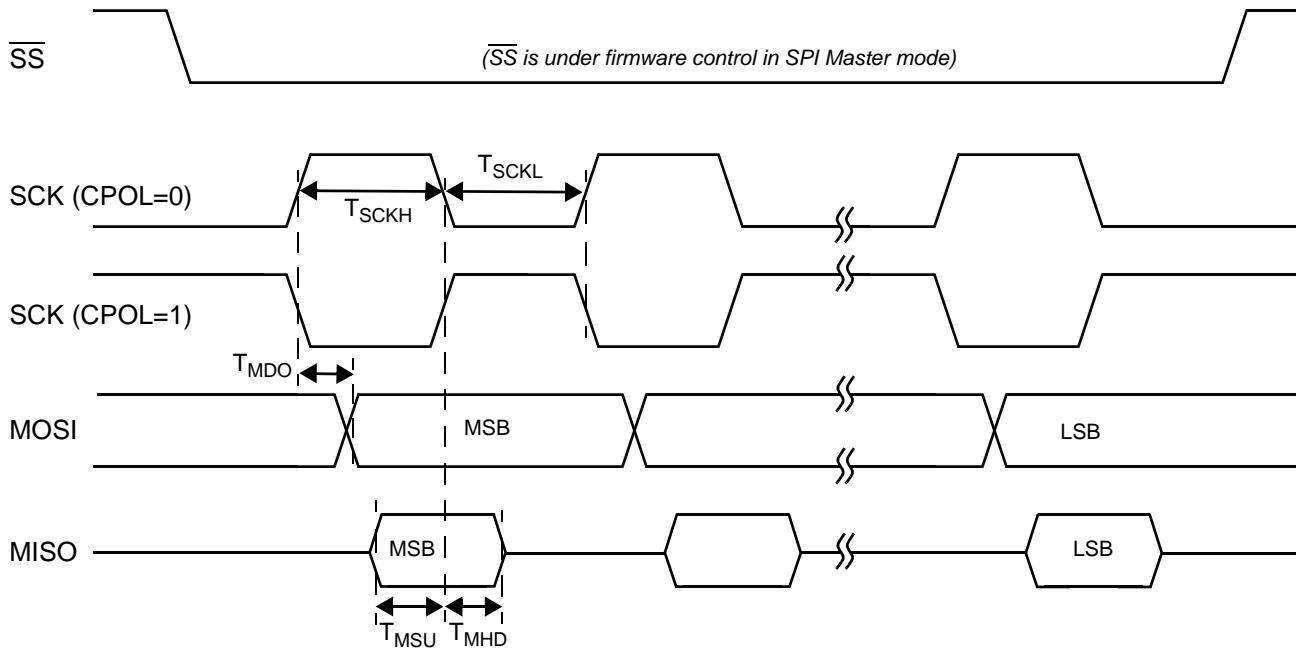 SS
(SS is under firmware control in SPI Master mode)
SCK (CPOL=0)
TSCKH
TSCKL
SCK (CPOL=1)
TMDO
MOSI
MSB
LSB
MISO
MSB
LSB
TMSU
TMHD